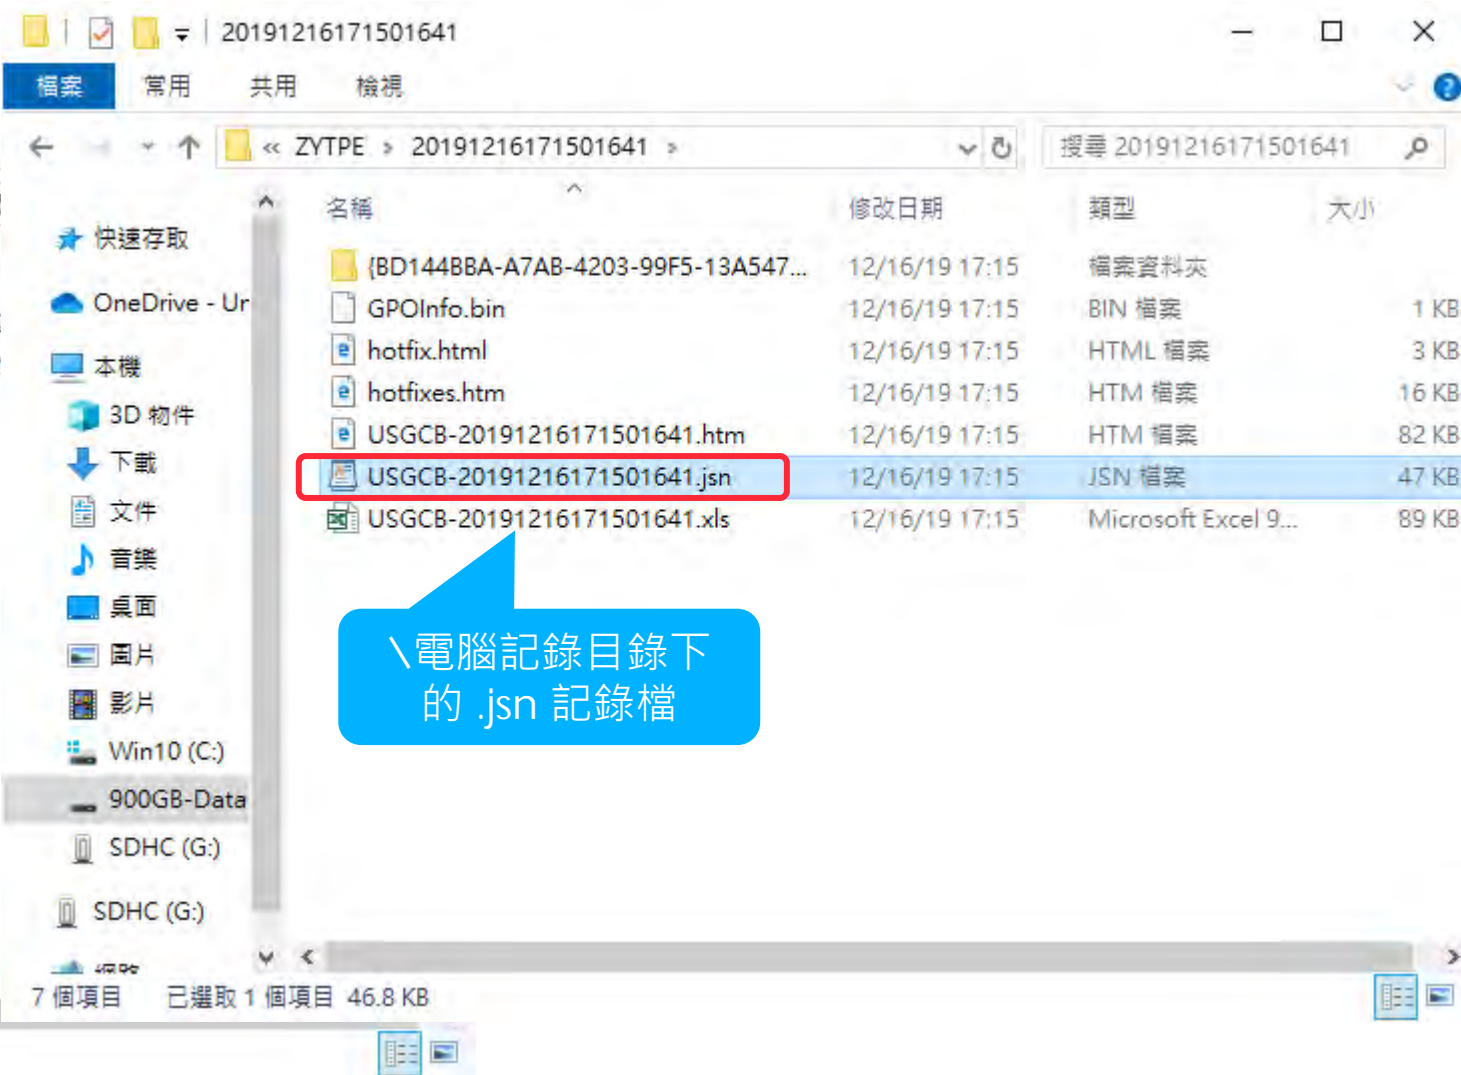 20191216171501641
檔案 常用 共用 檢視
« ZYTPE > 20191216171501641 >
搜尋 20191216171501641
名稱 修改日期 類型 大小
快速存取
OneDrive - Ur
本機
3D 物件
下載
文件
音樂
桌面
圖片
影片
Win10 (C:)
900GB-Data
SDHC (G:)
SDHC (G:)
網路
{BD144BBA-A7AB-4203-99F5-13A547... 12/16/19 17:15 檔案資料夾
GPOInfo.bin 12/16/19 17:15 BIN 檔案 1 KB
hotfix.html 12/16/19 17:15 HTML 檔案 3 KB
hotfixes.htm 12/16/19 17:15 HTM 檔案 16 KB
USGCB-20191216171501641.htm 12/16/19 17:15 HTM 檔案 82 KB
USGCB-20191216171501641.jsn 12/16/19 17:15 JSN 檔案 47 KB
USGCB-20191216171501641.xls 12/16/19 17:15 Microsoft Excel 9... 89 KB
\電腦記錄目錄下
的 .jsn 記錄檔
7 個項目 已選取 1 個項目 46.8 KB